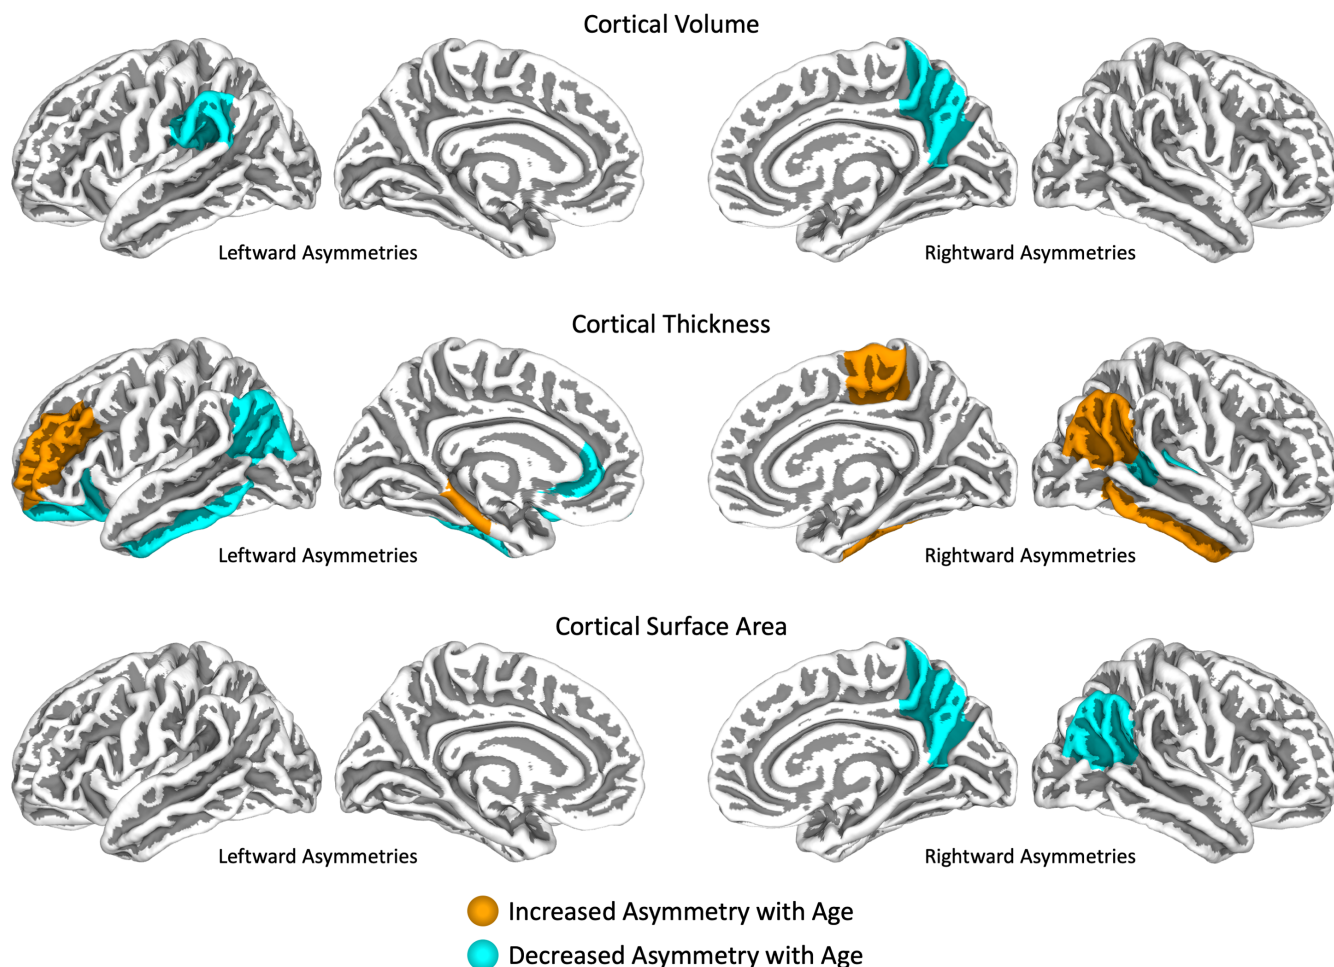 Cortical Volume
Leftward Asymmetries
Rightward Asymmetries
Cortical Thickness
Leftward Asymmetries
Rightward Asymmetries
Cortical Surface Area
Leftward Asymmetries
Rightward Asymmetries
Increased Asymmetry with Age
Decreased Asymmetry with Age